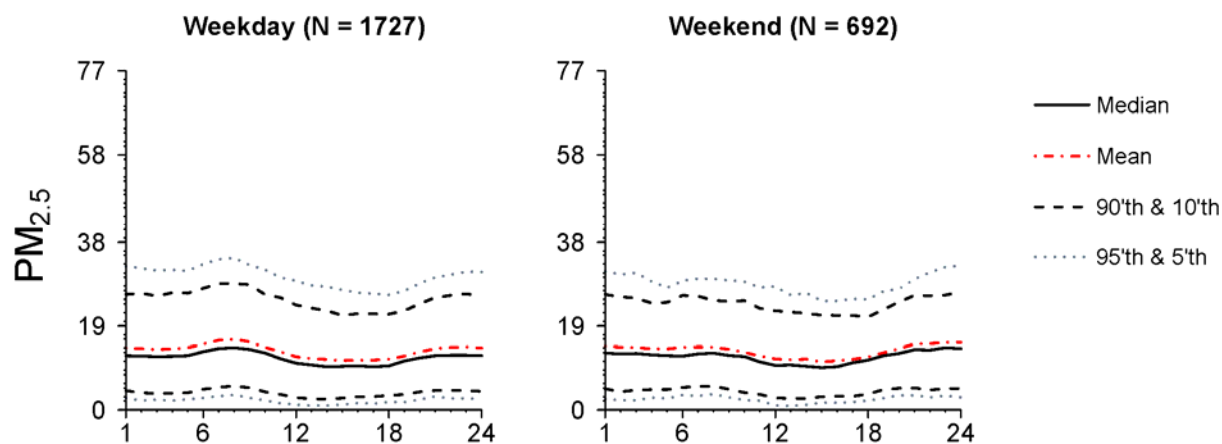 Weekday (N = 1727)
77
58
38
19
0
1 6 12 18 24
PM2.5
Weekend (N = 692)
77
58
38
19
0
1 6 12 18 24
Median
Mean
90'th & 10'th
95'th & 5'th